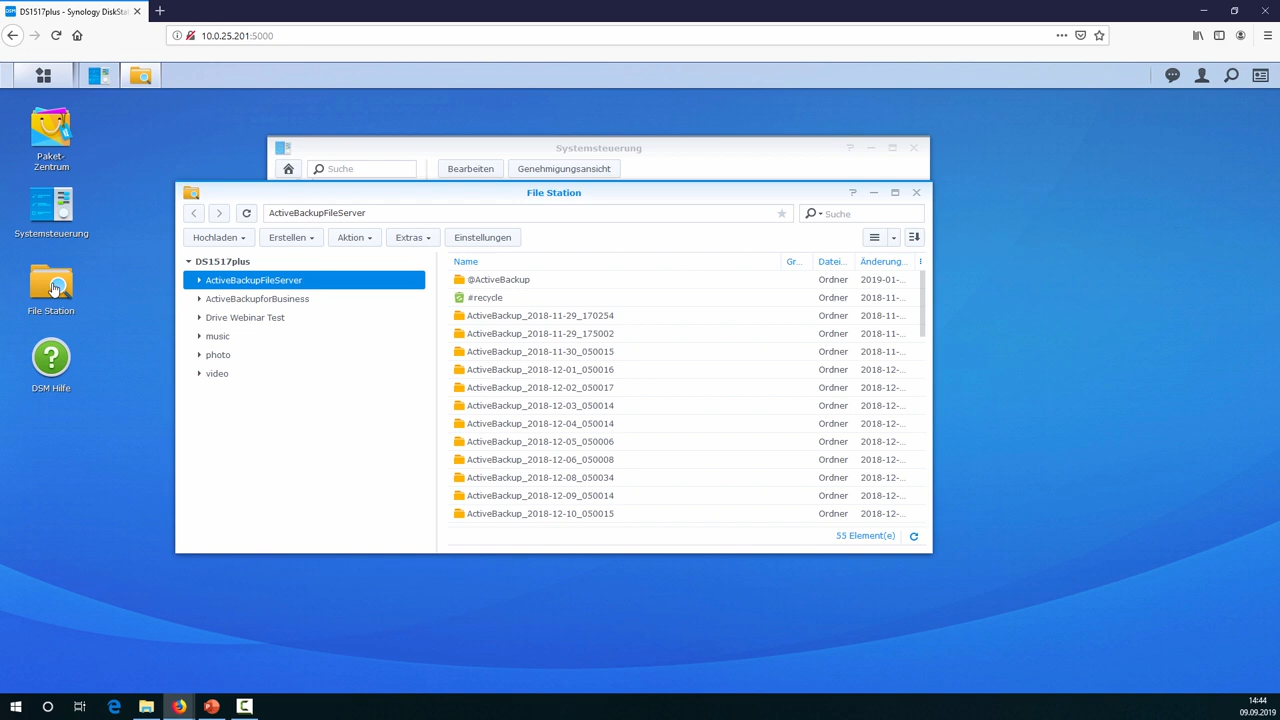 DS1517plus - Synology DiskSta
10.0.25.201:5000
Paket-
Zentrum
Systemsteuerung
File Station
DSM Hilfe
Systemsteuerung
Suche
Bearbeiten
Genehmigungsansicht
File Station
ActiveBackupFileServer
Suche
Hochladen
Erstellen
Aktion
Extras
Einstellungen
DS1517plus
ActiveBackupFileServer
ActiveBackupforBusiness
Drive Webinar Test
music
photo
video
Name Gr... Datei... Änderung...
@ActiveBackup Ordner 2019-01-...
#recycle Ordner 2018-11-...
ActiveBackup_2018-11-29_170254 Ordner 2018-11-...
ActiveBackup_2018-11-29_175002 Ordner 2018-11-...
ActiveBackup_2018-11-30_050015 Ordner 2018-11-...
ActiveBackup_2018-12-01_050016 Ordner 2018-12-...
ActiveBackup_2018-12-02_050017 Ordner 2018-12-...
ActiveBackup_2018-12-03_050014 Ordner 2018-12-...
ActiveBackup_2018-12-04_050014 Ordner 2018-12-...
ActiveBackup_2018-12-05_050006 Ordner 2018-12-...
ActiveBackup_2018-12-06_050008 Ordner 2018-12-...
ActiveBackup_2018-12-08_050034 Ordner 2018-12-...
ActiveBackup_2018-12-09_050014 Ordner 2018-12-...
ActiveBackup_2018-12-10_050015 Ordner 2018-12-...
55 Element(e)
14:44
09.09.2019